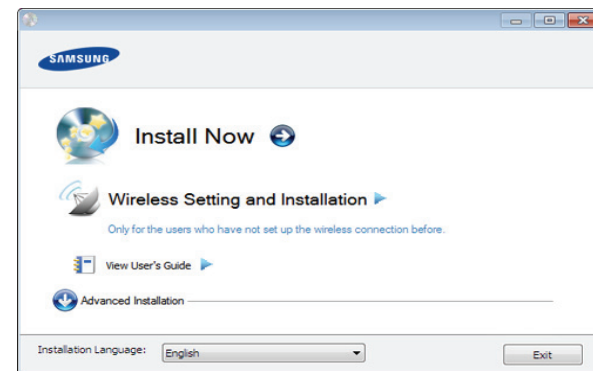 SAMSUNG
Install Now
Wireless Setting and Installation
Only for the users who have not set up the wireless connection before.
View User's Guide
Advanced Installation
Installation Language: English
Exit